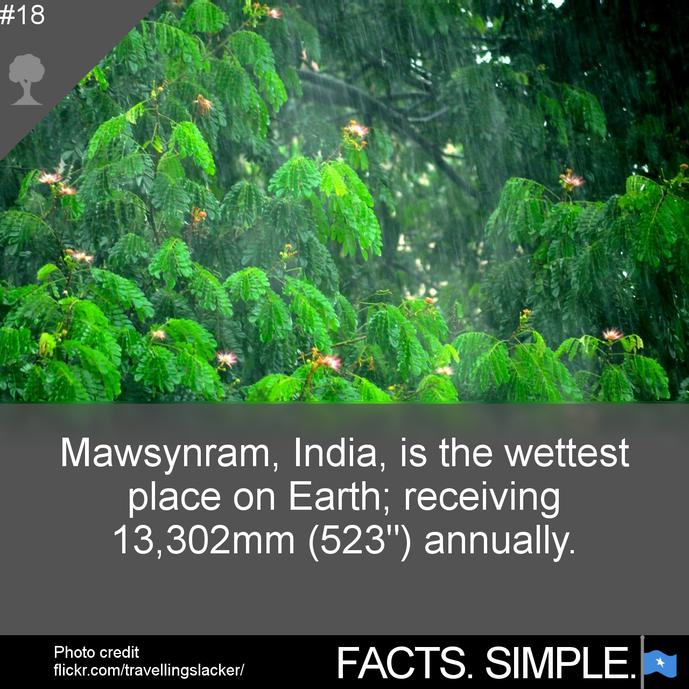 #18
Mawsynram, India, is the wettest
place on Earth; receiving
13,302mm (523") annually.
Photo credit
flickr.com/travellingslacker/
FACTS. SIMPLE.